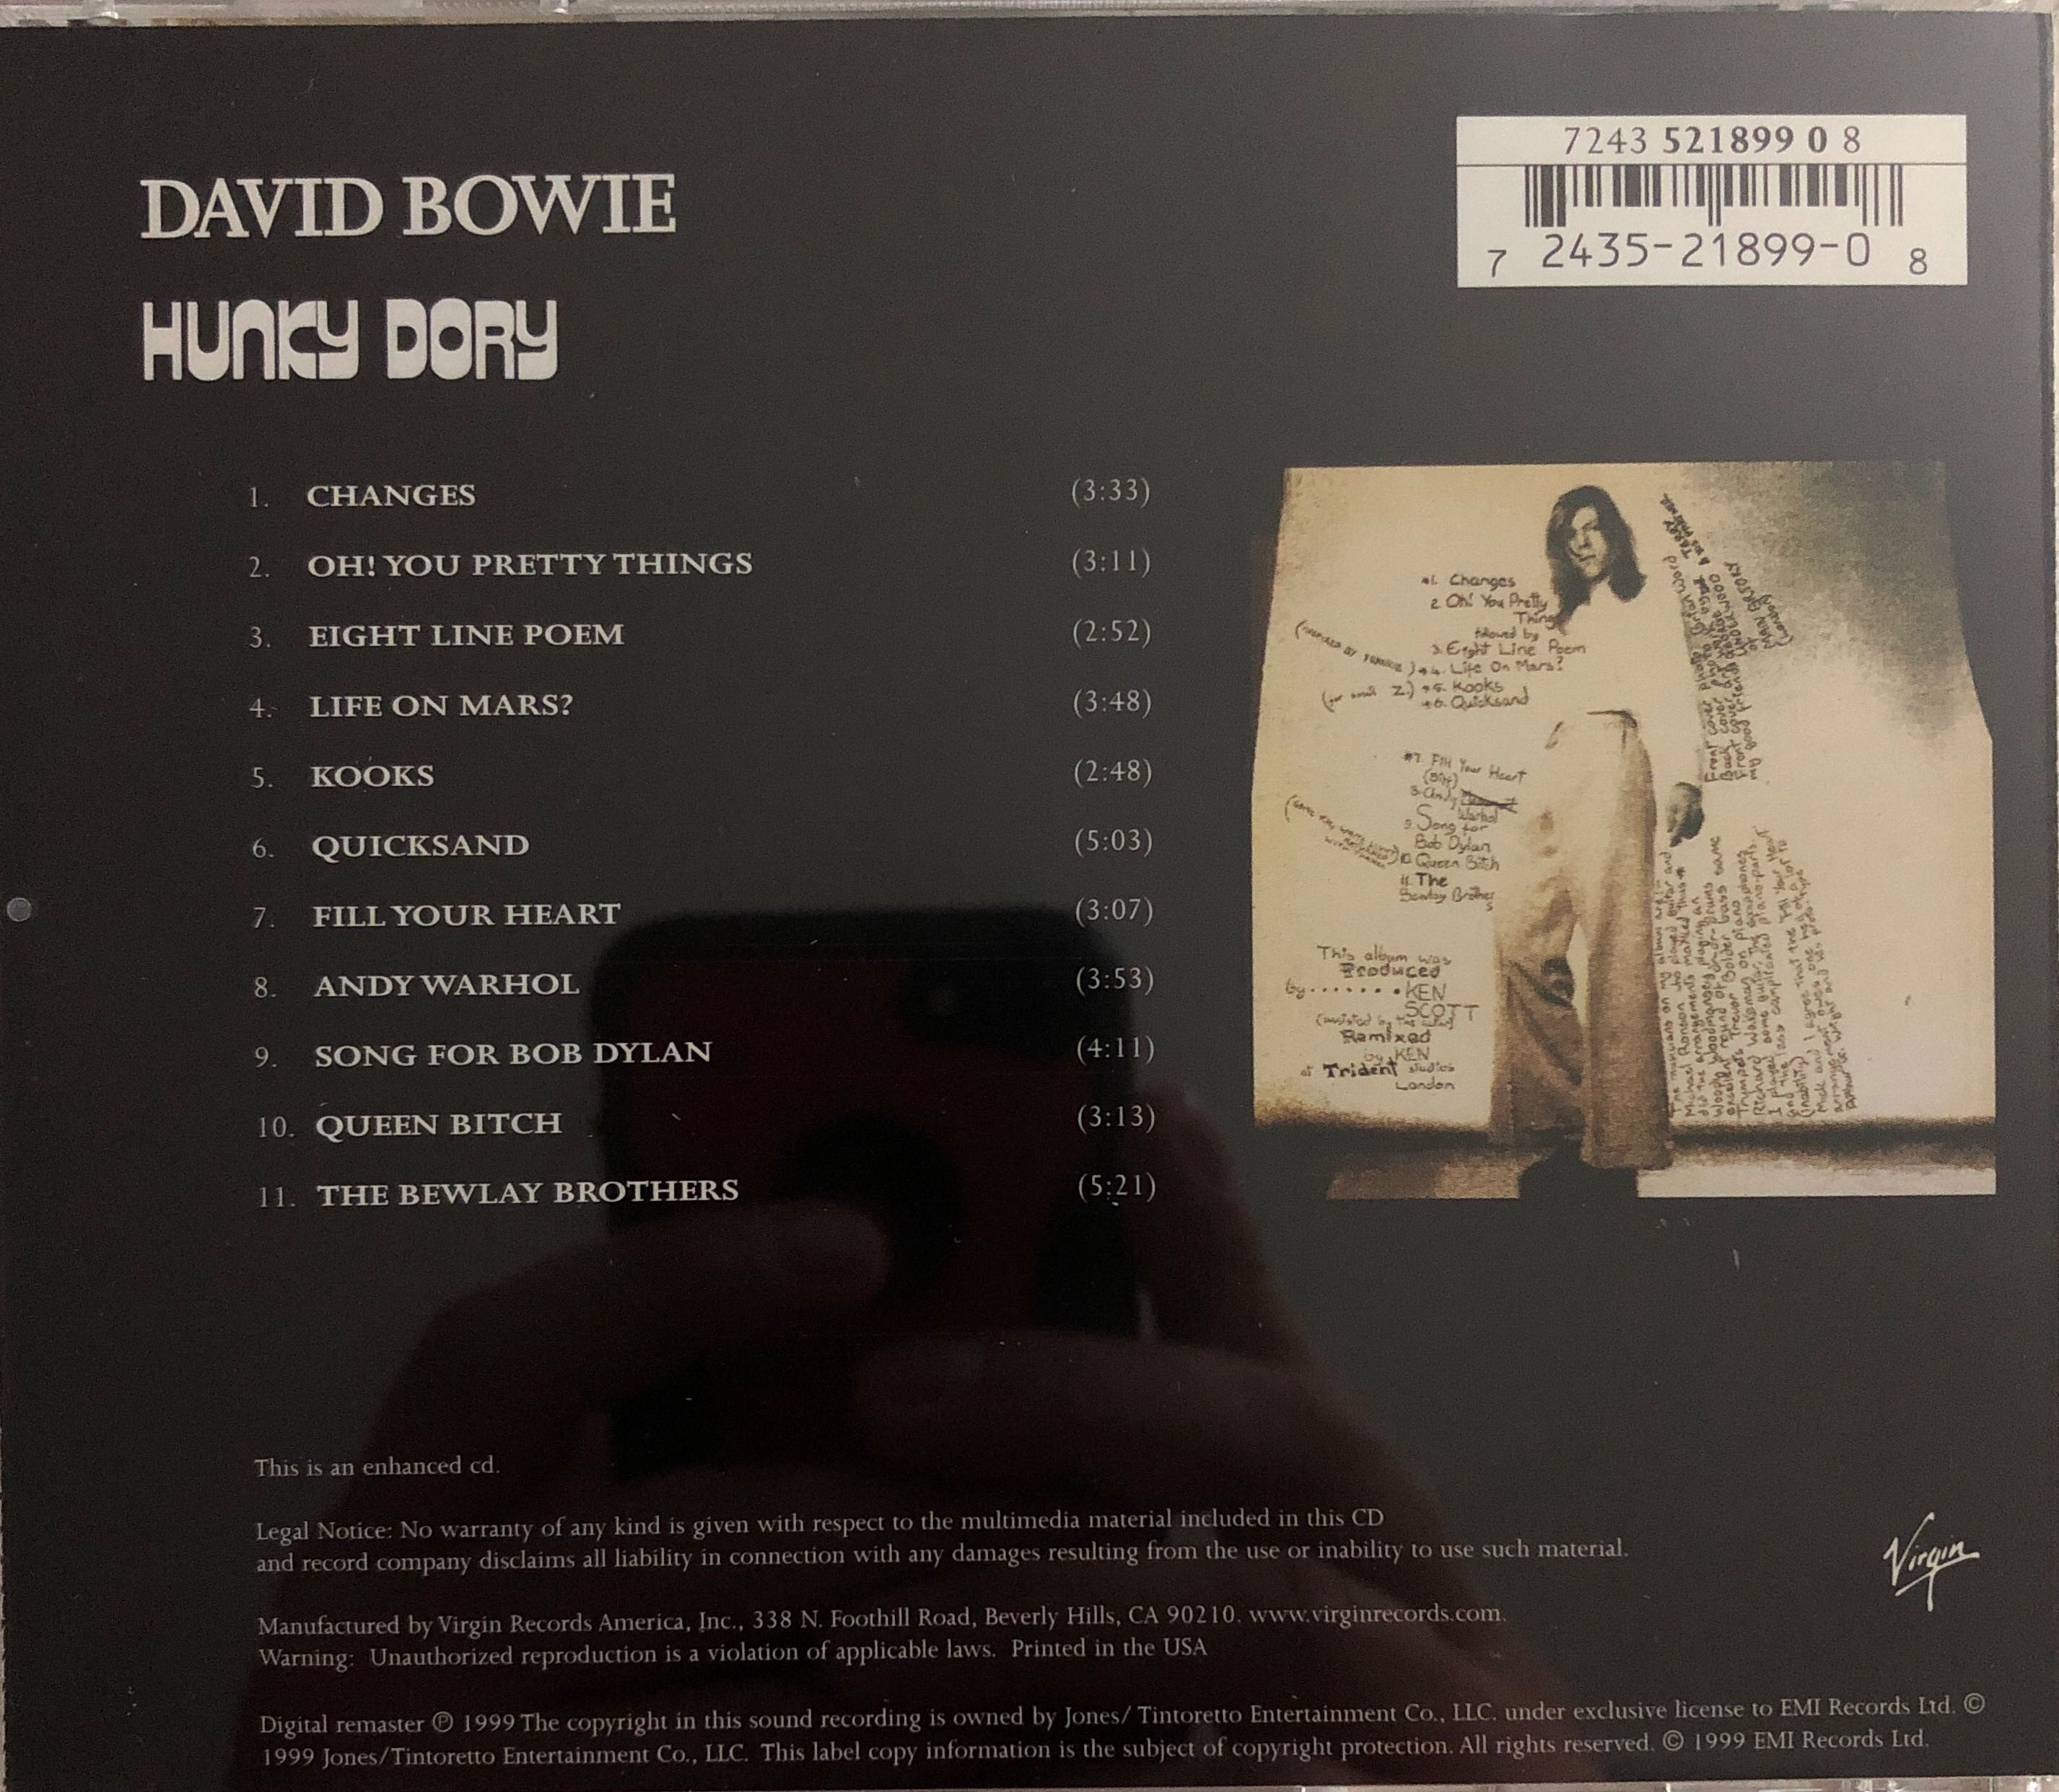 DAVID BOWIE
HUNKY DORY
7243 521899 0 8
7 2435-21899-0 8
1. CHANGES (3:33)
2. OH! YOU PRETTY THINGS (3:11)
3. EIGHT LINE POEM (2:52)
4. LIFE ON MARS? (3:48)
5. KOOKS (2:48)
6. QUICKSAND (5:03)
7. FILL YOUR HEART (3:07)
8. ANDY WARHOL (3:53)
9. SONG FOR BOB DYLAN (4:11)
10. QUEEN BITCH (3:13)
11. THE BEWLAY BROTHERS (5:21)
*1. Changes
2. Oh! You Pretty
Things
followed by
3. Eight Line Poem
(INSPIRED BY FRANKIE) *4. Life On Mars?
(for small Z.) *5. Kooks
*6. Quicksand
*7. Fill Your Heart
(Biff)
8. Andy
Warhol
9. Song for
Bob Dylan
10 Queen Bitch
11. The
Bewlay Brothers
This album was
Produced
by ....... KEN
SCOTT
(assisted by the
Remixed
by KEN
at Trident studios
London
This is an enhanced cd.
Legal Notice: No warranty of any kind is given with respect to the multimedia material included in this CD
and record company disclaims all liability in connection with any damages resulting from the use or inability to use such material.
Manufactured by Virgin Records America, Inc., 338 N. Foothill Road, Beverly Hills, CA 90210. www.virginrecords.com.
Warning: Unauthorized reproduction is a violation of applicable laws. Printed in the USA
Virgin
Digital remaster ℗ 1999 The copyright in this sound recording is owned by Jones/ Tintoretto Entertainment Co., LLC. under exclusive license to EMI Records Ltd. ©
1999 Jones/Tintoretto Entertainment Co., LLC. This label copy information is the subject of copyright protection. All rights reserved. © 1999 EMI Records Ltd.